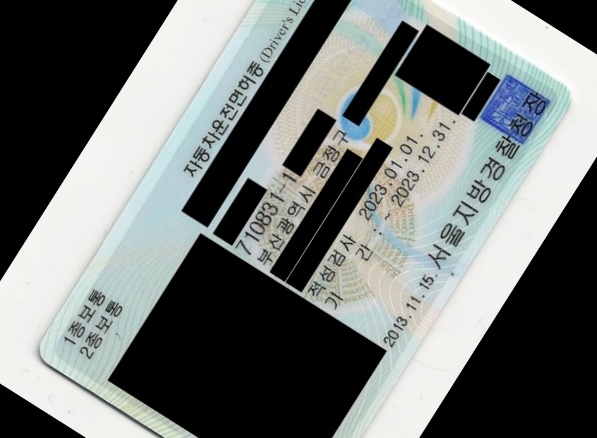 자동차운전면허증 (Driver's Lic
1종보통
2종보통
710831-1
부산광역시 금정구
적성검사 2023.01.01.
기 간 : ~ 2023.12.31.
2013.11.15. 서울지방경찰청장